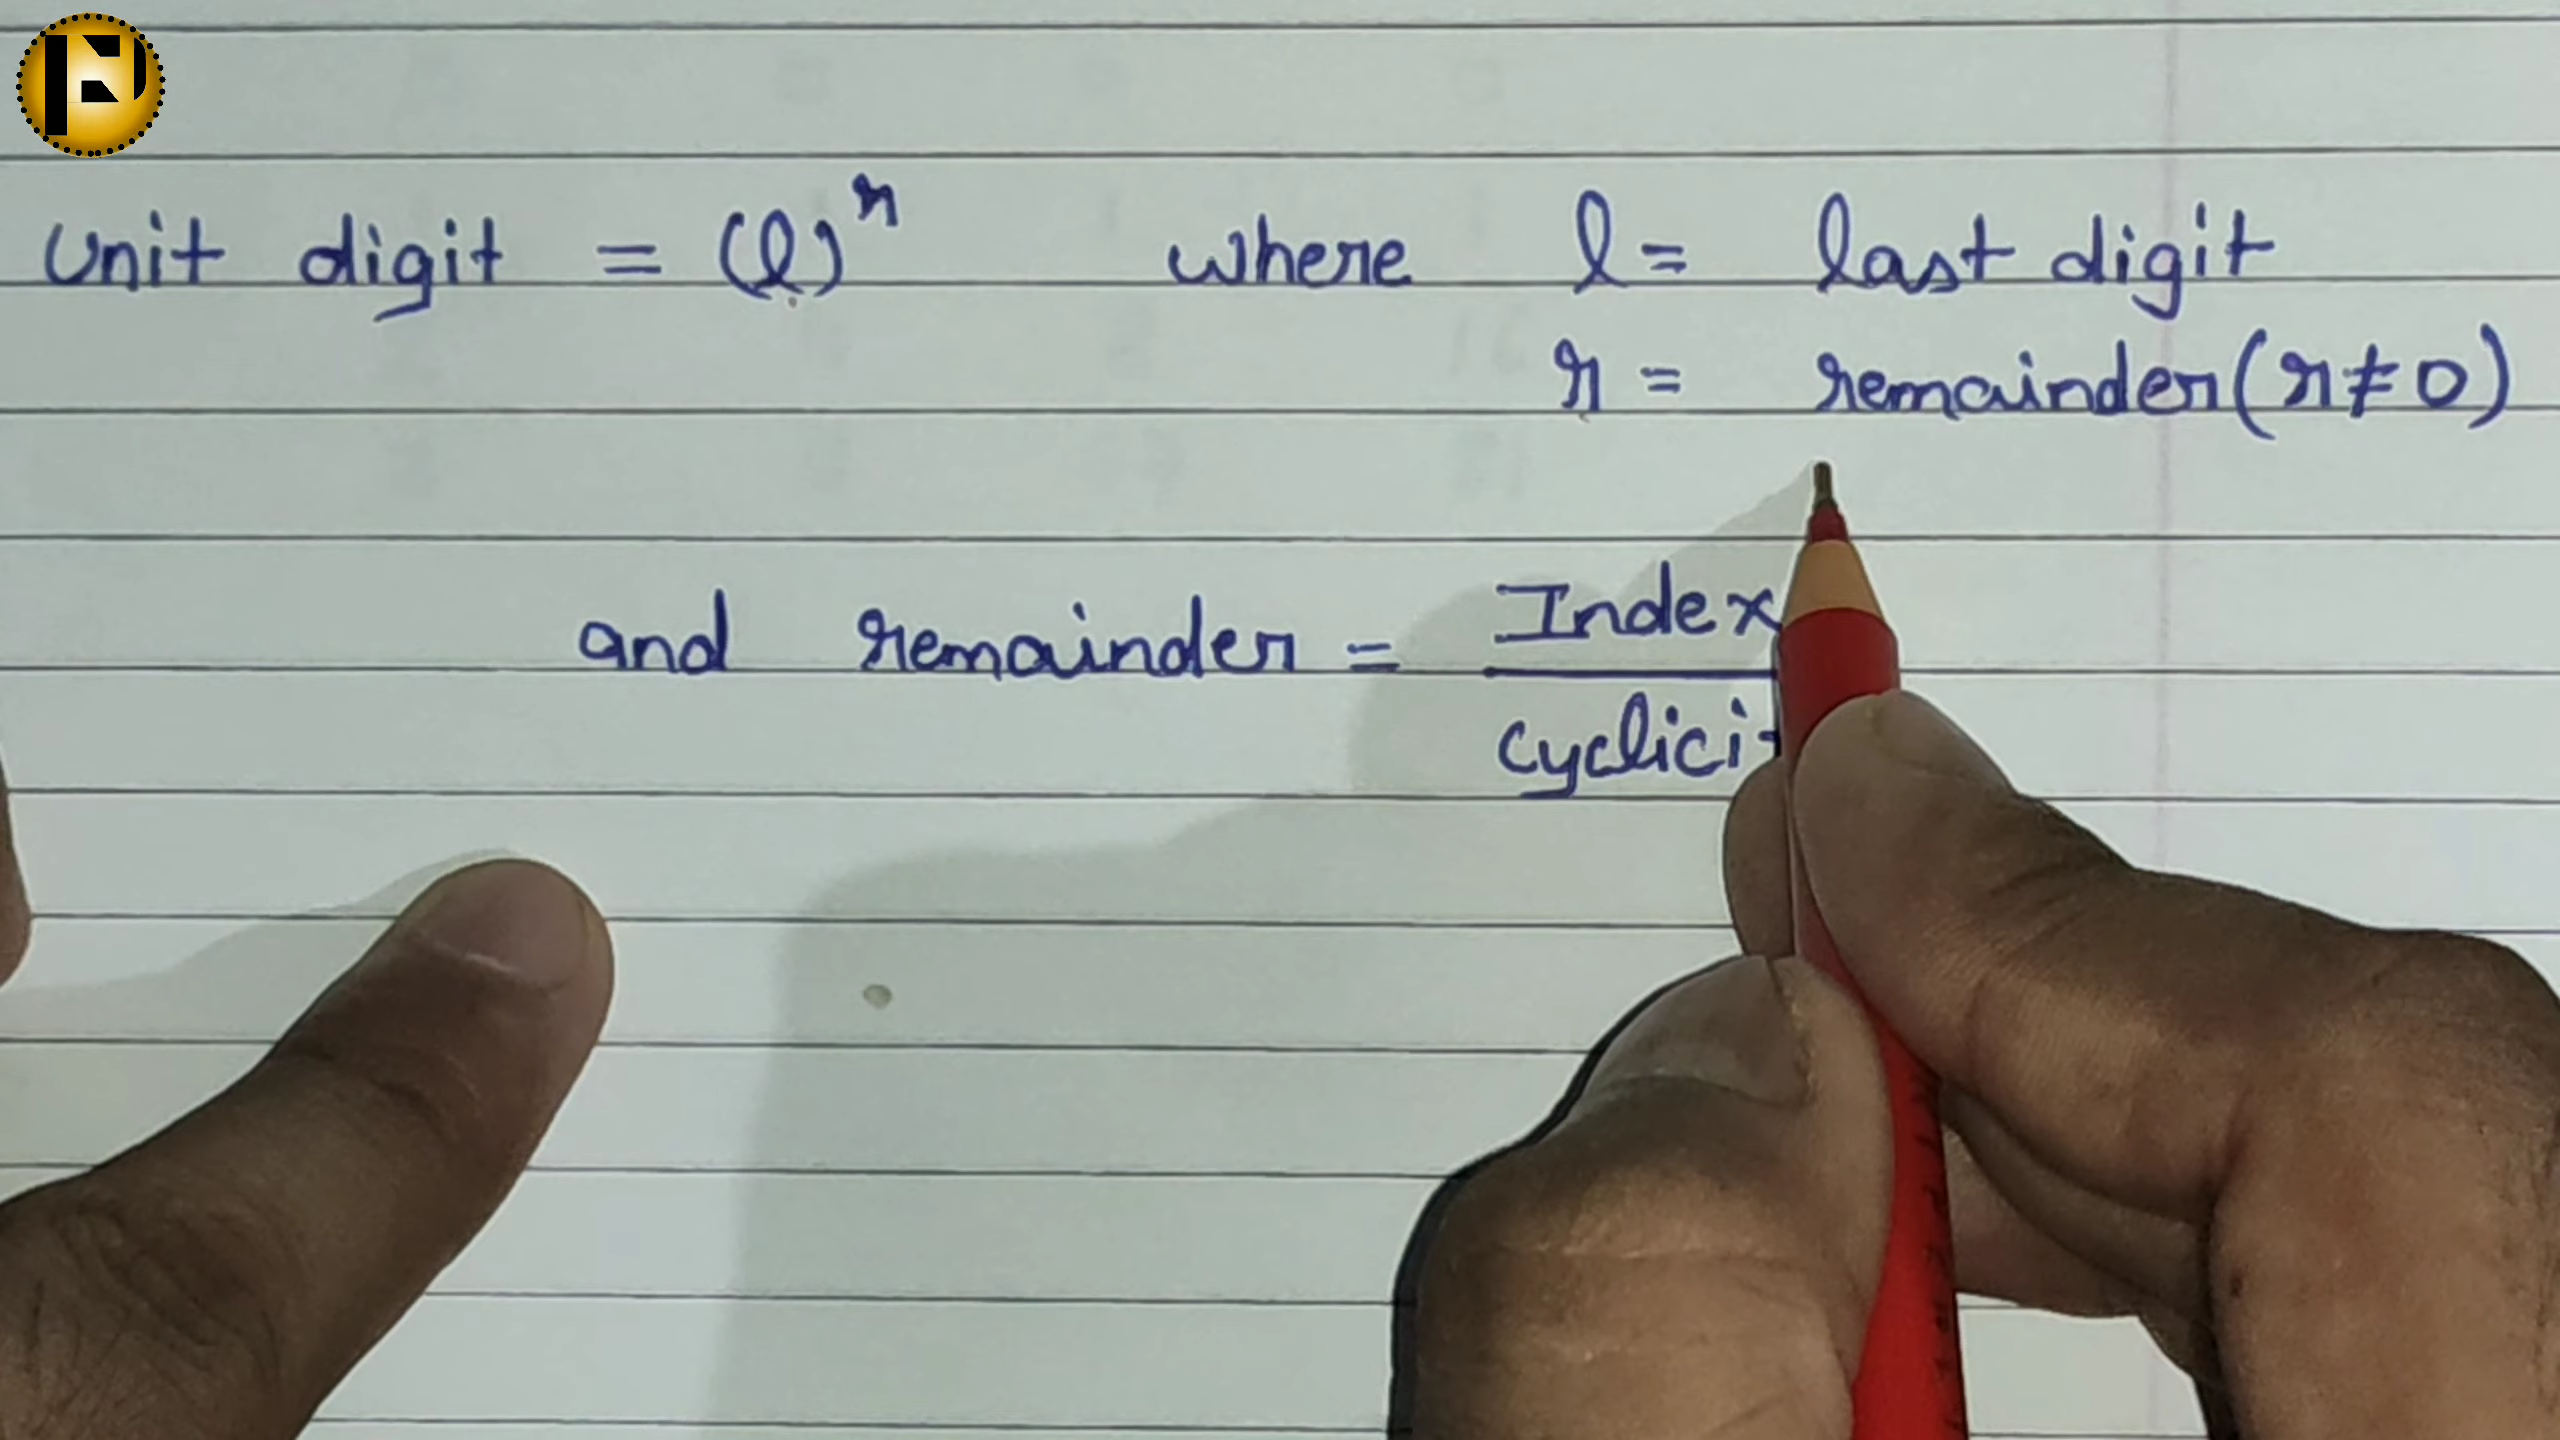 unit digit = (l)^r where l = last digit
r = remainder (r ≠ 0)
and remainder = Index
cyclici